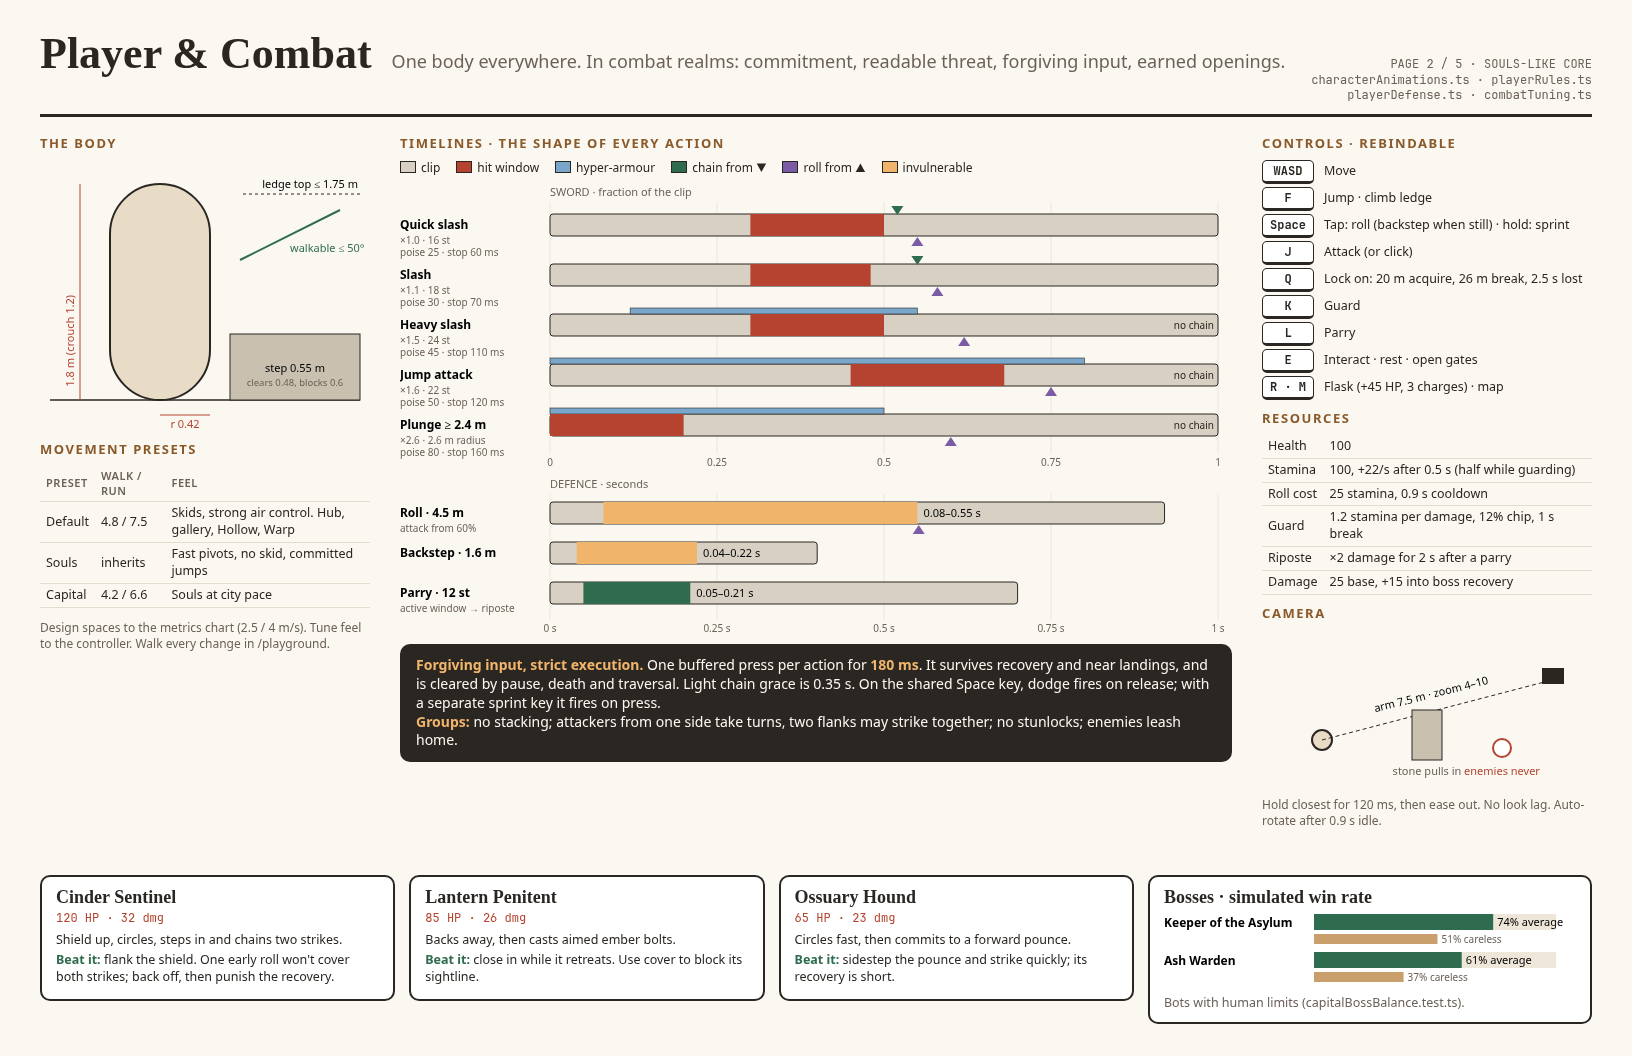 Player & Combat
One body everywhere. In combat realms: commitment, readable threat, forgiving input, earned openings.
PAGE 2 / 5 · SOULS-LIKE CORE
characterAnimations.ts · playerRules.ts
playerDefense.ts · combatTuning.ts
THE BODY
ledge top ≤ 1.75 m
walkable ≤ 50°
1.8 m (crouch 1.2)
step 0.55 m
clears 0.48, blocks 0.6
r 0.42
MOVEMENT PRESETS
PRESET WALK / RUN FEEL
Default 4.8 / 7.5 Skids, strong air control. Hub, gallery, Hollow, Warp
Souls inherits Fast pivots, no skid, committed jumps
Capital 4.2 / 6.6 Souls at city pace
Design spaces to the metrics chart (2.5 / 4 m/s). Tune feel
to the controller. Walk every change in /playground.
TIMELINES · THE SHAPE OF EVERY ACTION
clip hit window hyper-armour chain from ▼ roll from ▲ invulnerable
SWORD · fraction of the clip
Quick slash
×1.0 · 16 st
poise 25 · stop 60 ms
Slash
×1.1 · 18 st
poise 30 · stop 70 ms
Heavy slash
×1.5 · 24 st
poise 45 · stop 110 ms
no chain
Jump attack
×1.6 · 22 st
poise 50 · stop 120 ms
no chain
Plunge ≥ 2.4 m
×2.6 · 2.6 m radius
poise 80 · stop 160 ms
no chain
0 0.25 0.5 0.75 1
DEFENCE · seconds
Roll · 4.5 m
attack from 60%
0.08–0.55 s
Backstep · 1.6 m
0.04–0.22 s
Parry · 12 st
active window → riposte
0.05–0.21 s
0 s 0.25 s 0.5 s 0.75 s 1 s
Forgiving input, strict execution. One buffered press per action for 180 ms. It survives recovery and near landings, and
is cleared by pause, death and traversal. Light chain grace is 0.35 s. On the shared Space key, dodge fires on release; with
a separate sprint key it fires on press.
Groups: no stacking; attackers from one side take turns, two flanks may strike together; no stunlocks; enemies leash
home.
CONTROLS · REBINDABLE
WASD Move
F Jump · climb ledge
Space Tap: roll (backstep when still) · hold: sprint
J Attack (or click)
Q Lock on: 20 m acquire, 26 m break, 2.5 s lost
K Guard
L Parry
E Interact · rest · open gates
R · M Flask (+45 HP, 3 charges) · map
RESOURCES
Health 100
Stamina 100, +22/s after 0.5 s (half while guarding)
Roll cost 25 stamina, 0.9 s cooldown
Guard 1.2 stamina per damage, 12% chip, 1 s break
Riposte ×2 damage for 2 s after a parry
Damage 25 base, +15 into boss recovery
CAMERA
arm 7.5 m · zoom 4–10
stone pulls in enemies never
Hold closest for 120 ms, then ease out. No look lag. Auto-
rotate after 0.9 s idle.
Cinder Sentinel
120 HP · 32 dmg
Shield up, circles, steps in and chains two strikes.
Beat it: flank the shield. One early roll won't cover
both strikes; back off, then punish the recovery.
Lantern Penitent
85 HP · 26 dmg
Backs away, then casts aimed ember bolts.
Beat it: close in while it retreats. Use cover to block its
sightline.
Ossuary Hound
65 HP · 23 dmg
Circles fast, then commits to a forward pounce.
Beat it: sidestep the pounce and strike quickly; its
recovery is short.
Bosses · simulated win rate
Keeper of the Asylum 74% average
51% careless
Ash Warden 61% average
37% careless
Bots with human limits (capitalBossBalance.test.ts).